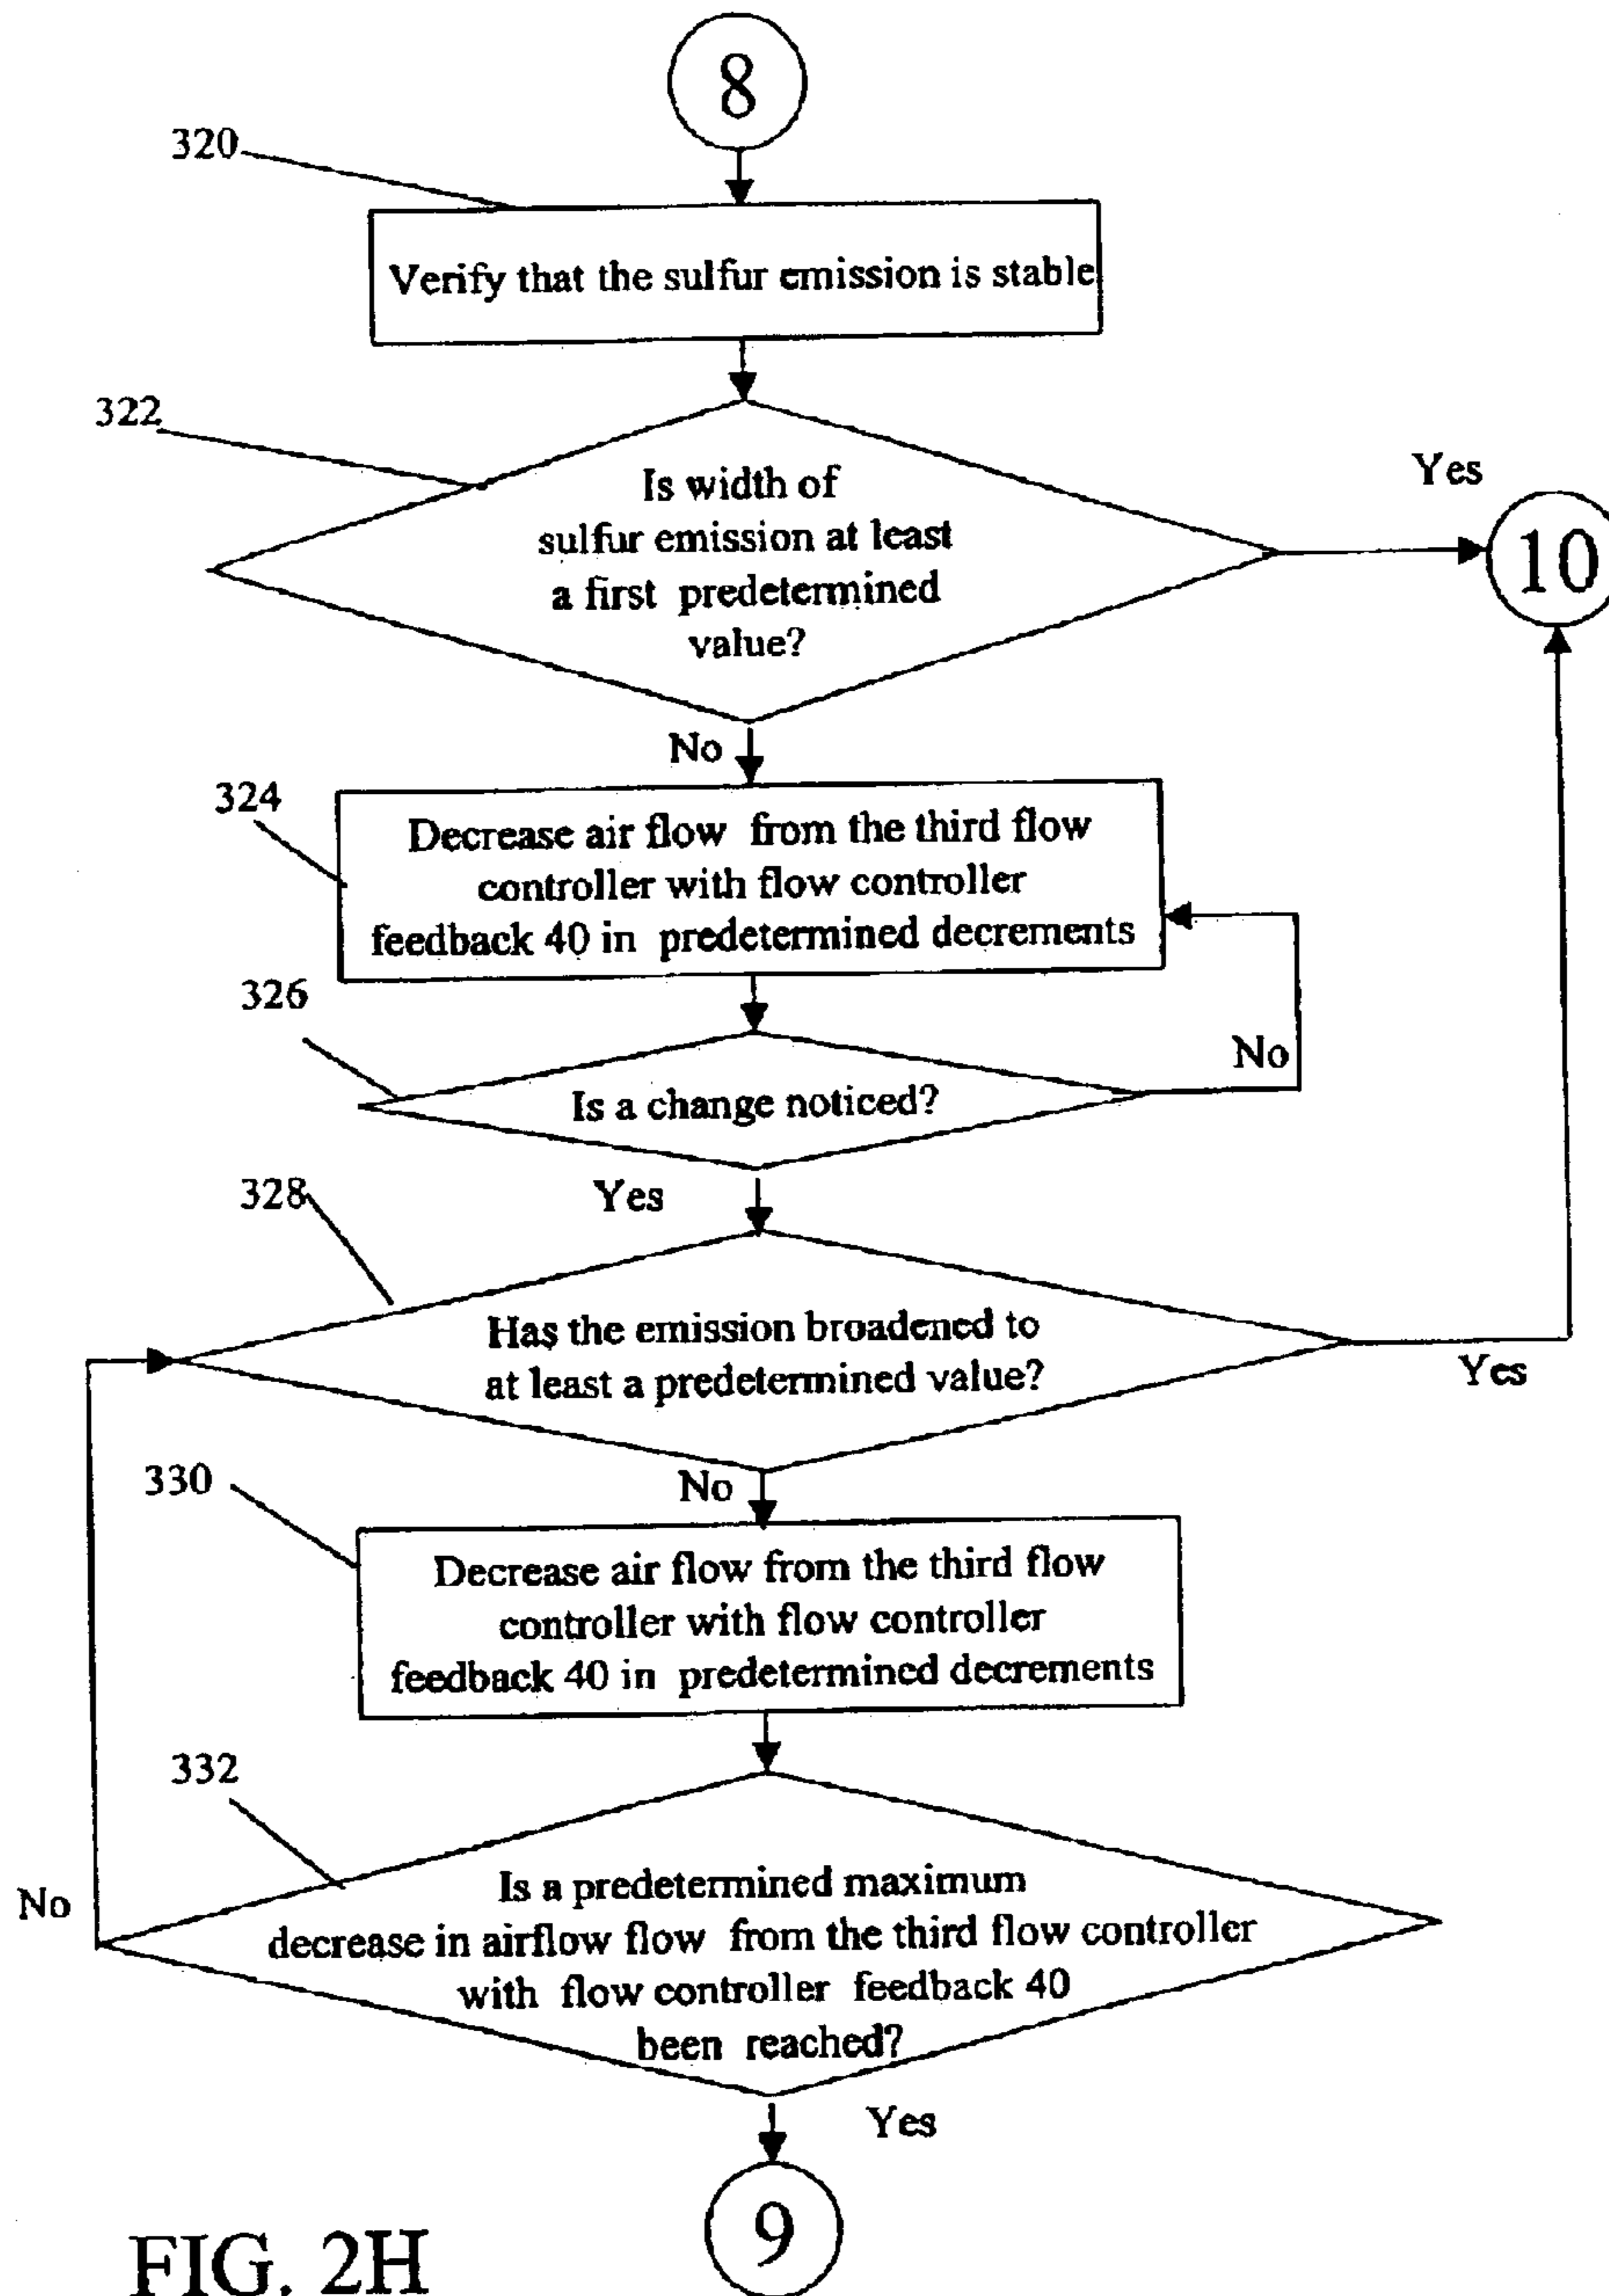 8
320
Verify that the sulfur emission is stable
322
Is width of
sulfur emission at least
a first predetermined
value?
Yes
10
No
324
Decrease air flow from the third flow
controller with flow controller
feedback 40 in predetermined decrements
326
Is a change noticed?
No
Yes
328
Has the emission broadened to
at least a predetermined value?
Yes
No
330
Decrease air flow from the third flow
controller with flow controller
feedback 40 in predetermined decrements
332
Is a predetermined maximum
decrease in airflow flow from the third flow controller
with flow controller feedback 40
been reached?
No
Yes
9
FIG. 2H